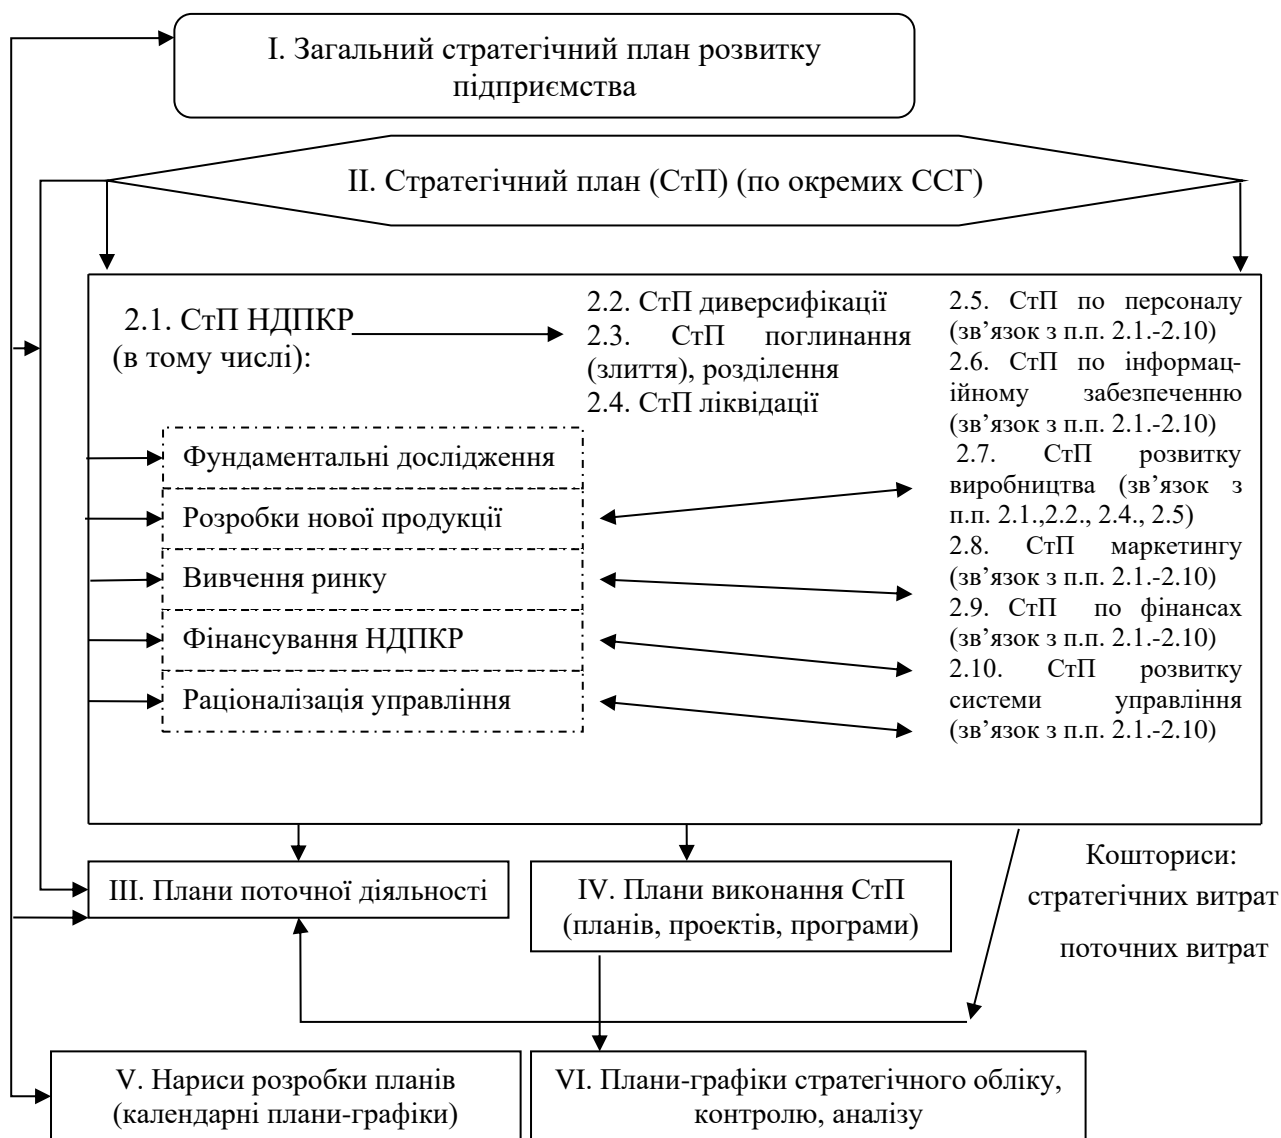 I. Загальний стратегічний план розвитку
підприємства
II. Стратегічний план (СтП) (по окремих ССГ)
2.1. СтП НДПКР
(в тому числі):
2.2. СтП диверсифікації
2.3. СтП поглинання
(злиття), розділення
2.4. СтП ліквідації
2.5. СтП по персоналу
(зв’язок з п.п. 2.1.-2.10)
2.6. СтП по інформац-
ійному забезпеченню
(зв’язок з п.п. 2.1.-2.10)
2.7. СтП розвитку
виробництва (зв’язок з
п.п. 2.1.,2.2., 2.4., 2.5)
2.8. СтП маркетингу
(зв’язок з п.п. 2.1.-2.10)
2.9. СтП по фінансах
(зв’язок з п.п. 2.1.-2.10)
2.10. СтП розвитку
системи управління
(зв’язок з п.п. 2.1.-2.10)
Фундаментальні дослідження
Розробки нової продукції
Вивчення ринку
Фінансування НДПКР
Раціоналізація управління
III. Плани поточної діяльності
IV. Плани виконання СтП
(планів, проектів, програми)
Кошториси:
стратегічних витрат
поточних витрат
V. Нариси розробки планів
(календарні плани-графіки)
VI. Плани-графіки стратегічного обліку,
контролю, аналізу